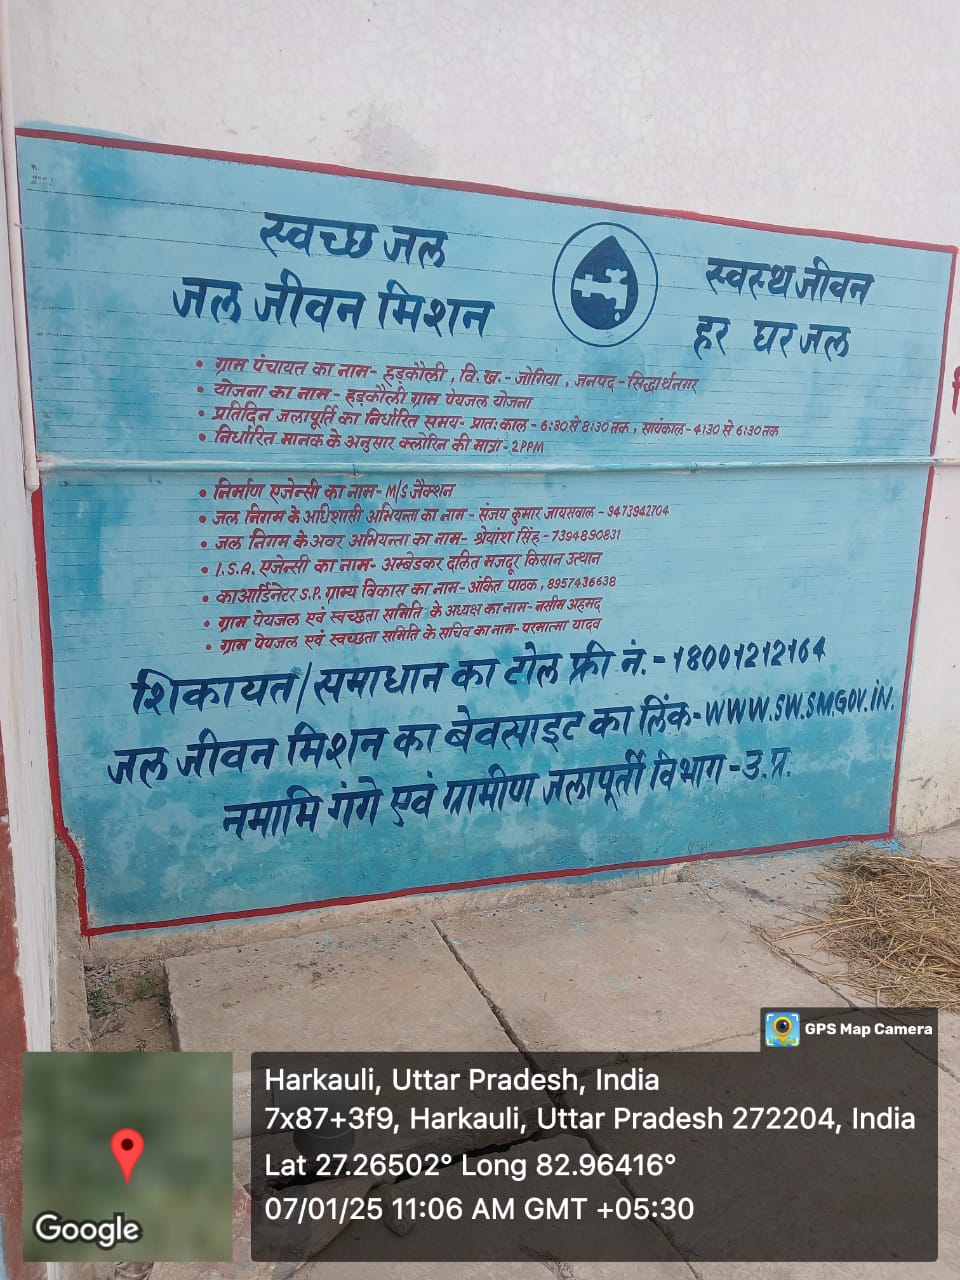 स्वच्छ जल
जल जीवन मिशन
स्वस्थ जीवन
हर घर जल
• ग्राम पंचायत का नाम- हड़कौली, वि.ख.- जोगिया, जनपद-सिद्धार्थनगर
• योजना का नाम- हड़कौली ग्राम पेयजल योजना
• प्रतिदिन जलापूर्ति का निर्धारित समय- प्रातः काल - 6:30 से 8:30 तक, सायंकाल - 4:30 से 6:30 तक
• निर्धारित मानक के अनुसार क्लोरिन की मात्रा - 2PPM
• निर्माण एजेन्सी का नाम- M/S जैक्शन
• जल निगम के अधिशासी अभियन्ता का नाम - संजय कुमार जायसवाल - 9473942704
• जल निगम के अवर अभियन्ता का नाम- श्रेयांश सिंह - 7394890831
• I.S.A. एजेन्सी का नाम- अम्बेडकर दलित मजदूर किसान उत्थान
• काआर्डिनेटर S.P. ग्राम्य विकास का नाम- अंकित पाठक, 8957436638
• ग्राम पेयजल एवं स्वच्छता समिति के अध्यक्ष का नाम- नसीम अहमद
• ग्राम पेयजल एवं स्वच्छता समिति के सचिव का नाम- परमात्मा यादव
शिकायत/समाधान का टोल फ्री नं. - 18001212164
जल जीवन मिशन का बेवसाइट का लिंक-WWW.SW.SM.GOV.iN.
नमामि गंगे एवं ग्रामीण जलापूर्ती विभाग - उ.प्र.
GPS Map Camera
Harkauli, Uttar Pradesh, India
7x87+3f9, Harkauli, Uttar Pradesh 272204, India
Lat 27.26502° Long 82.96416°
07/01/25 11:06 AM GMT +05:30
Google